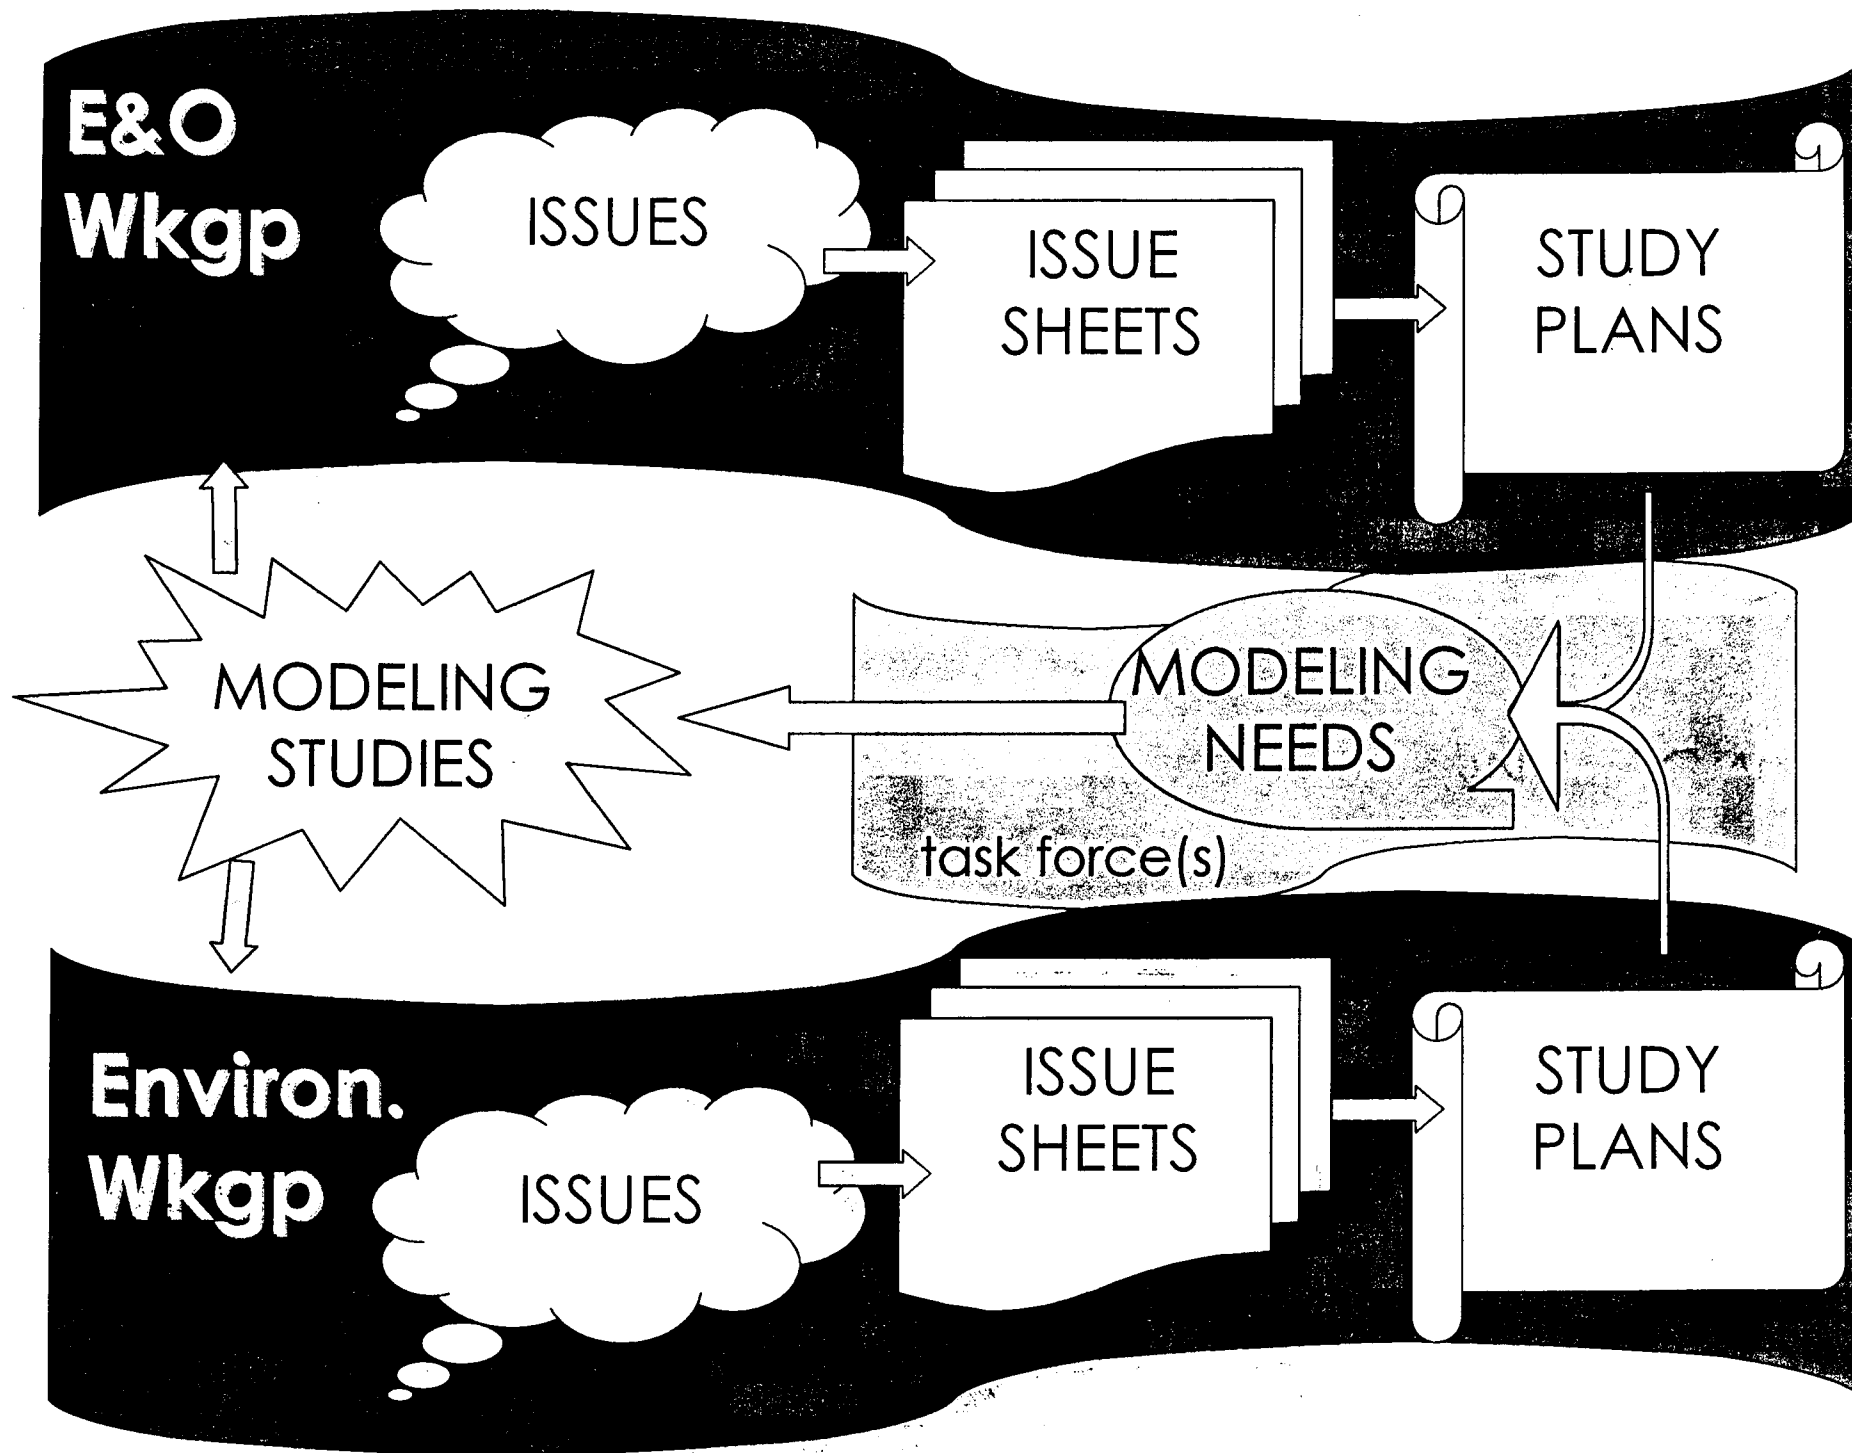 E&O
Wkgp
ISSUES
ISSUE
SHEETS
STUDY
PLANS
MODELING
STUDIES
MODELING
NEEDS
task force(s)
Environ.
Wkgp
ISSUES
ISSUE
SHEETS
STUDY
PLANS